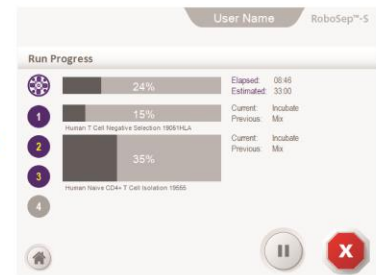 User Name
RoboSep™-S
Run Progress
24%
Elapsed: 08:46
Estimated: 33:00
1
15%
Current: Incubate
Previous: Mix
Human T Cell Negative Selection 19051HLA
2
35%
Current: Incubate
Previous: Mix
3
Human Naive CD4+ T Cell Isolation 19555
4